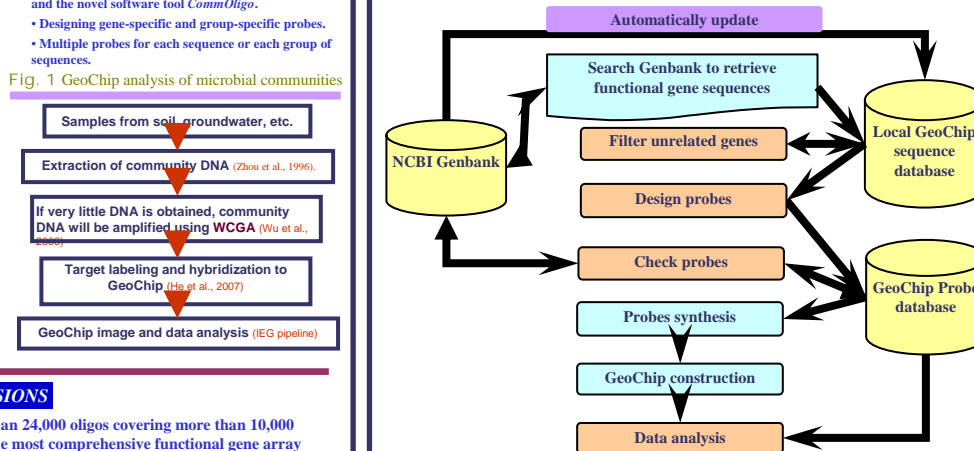 and the novel software tool CommOligo.
• Designing gene-specific and group-specific probes.
• Multiple probes for each sequence or each group of
sequences.
Fig. 1 GeoChip analysis of microbial communities
Samples from soil, groundwater, etc.
Extraction of community DNA (Zhou et al., 1996).
If very little DNA is obtained, community
DNA will be amplified using WCGA (Wu et al.,
Target labeling and hybridization to
GeoChip (He et al., 2007)
GeoChip image and data analysis (IEG pipeline)
SIONS
an 24,000 oligos covering more than 10,000
e most comprehensive functional gene array
Automatically update
Search Genbank to retrieve
functional gene sequences
NCBI Genbank
Filter unrelated genes
Local GeoChip
sequence
database
Design probes
Check probes
GeoChip Probe
database
Probes synthesis
GeoChip construction
Data analysis